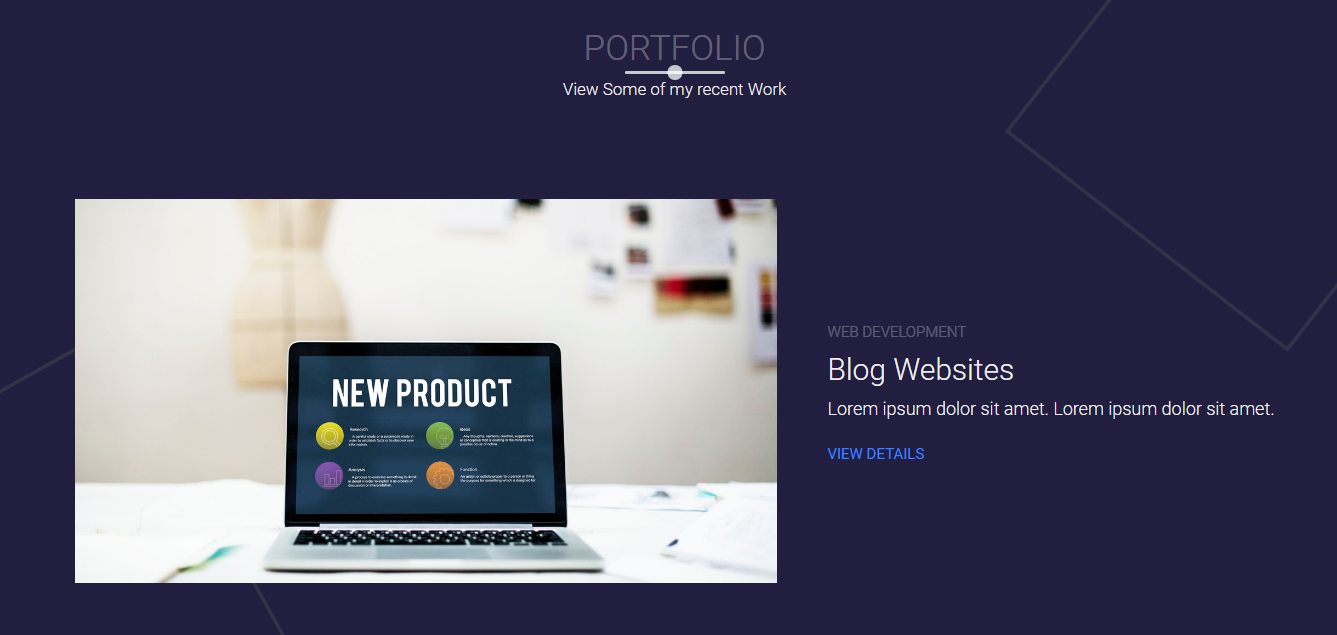 PORTFOLIO
View Some of my recent Work
NEW PRODUCT
Research
Ideas
Analysis
Function
WEB DEVELOPMENT
Blog Websites
Lorem ipsum dolor sit amet. Lorem ipsum dolor sit amet.
VIEW DETAILS